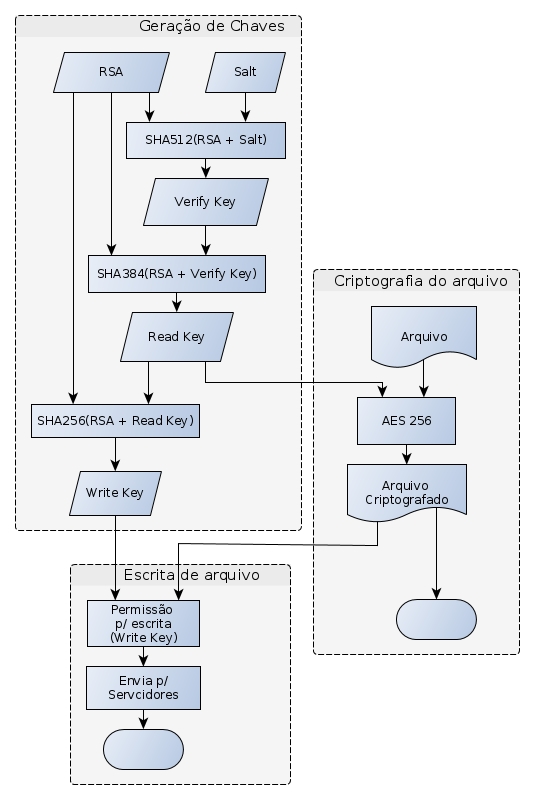 Geração de Chaves
RSA
Salt
SHA512(RSA + Salt)
Verify Key
SHA384(RSA + Verify Key)
Read Key
SHA256(RSA + Read Key)
Write Key
Criptografia do arquivo
Arquivo
AES 256
Arquivo
Criptografado
Escrita de arquivo
Permissão
p/ escrita
(Write Key)
Envia p/
Servcidores